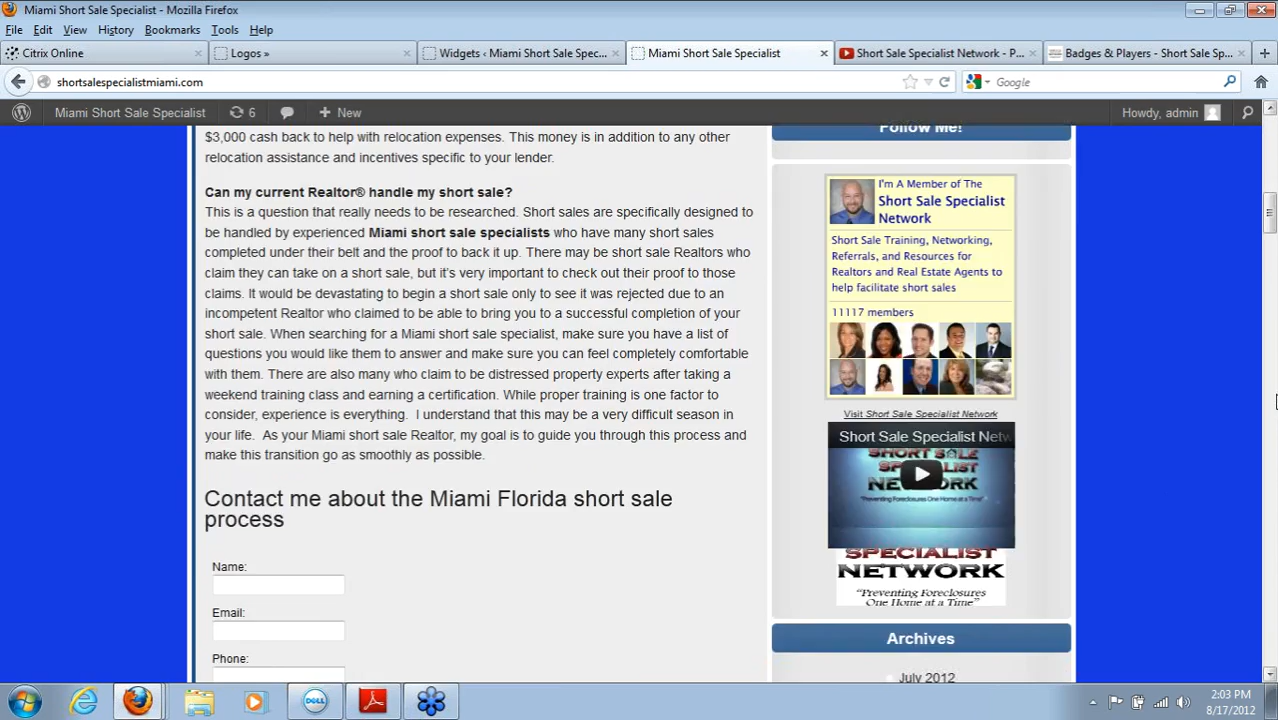 Miami Short Sale Specialist - Mozilla Firefox
File Edit View History Bookmarks Tools Help
Citrix Online
Logos »
Widgets ‹ Miami Short Sale Spec...
Miami Short Sale Specialist
Short Sale Specialist Network - P...
Badges & Players - Short Sale Sp...
shortsalespecialistmiami.com
Google
Miami Short Sale Specialist 6 New
Howdy, admin
$3,000 cash back to help with relocation expenses. This money is in addition to any other
relocation assistance and incentives specific to your lender.
Can my current Realtor® handle my short sale?
This is a question that really needs to be researched. Short sales are specifically designed to
be handled by experienced Miami short sale specialists who have many short sales
completed under their belt and the proof to back it up. There may be short sale Realtors who
claim they can take on a short sale, but it's very important to check out their proof to those
claims. It would be devastating to begin a short sale only to see it was rejected due to an
incompetent Realtor who claimed to be able to bring you to a successful completion of your
short sale. When searching for a Miami short sale specialist, make sure you have a list of
questions you would like them to answer and make sure you can feel completely comfortable
with them. There are also many who claim to be distressed property experts after taking a
weekend training class and earning a certification. While proper training is one factor to
consider, experience is everything. I understand that this may be a very difficult season in
your life. As your Miami short sale Realtor, my goal is to guide you through this process and
make this transition go as smoothly as possible.
Contact me about the Miami Florida short sale
process
Name:
Email:
Phone:
Follow Me!
I'm A Member of The
Short Sale Specialist
Network
Short Sale Training, Networking,
Referrals, and Resources for
Realtors and Real Estate Agents to
help facilitate short sales
11117 members
Visit Short Sale Specialist Network
Short Sale Specialist Netw
SHORT SALE
SPECIALIST
NETWORK
"Preventing Foreclosures One Home at a Time"
SPECIALIST
NETWORK
"Preventing Foreclosures
One Home at a Time"
Archives
July 2012
DELL
2:03 PM
8/17/2012